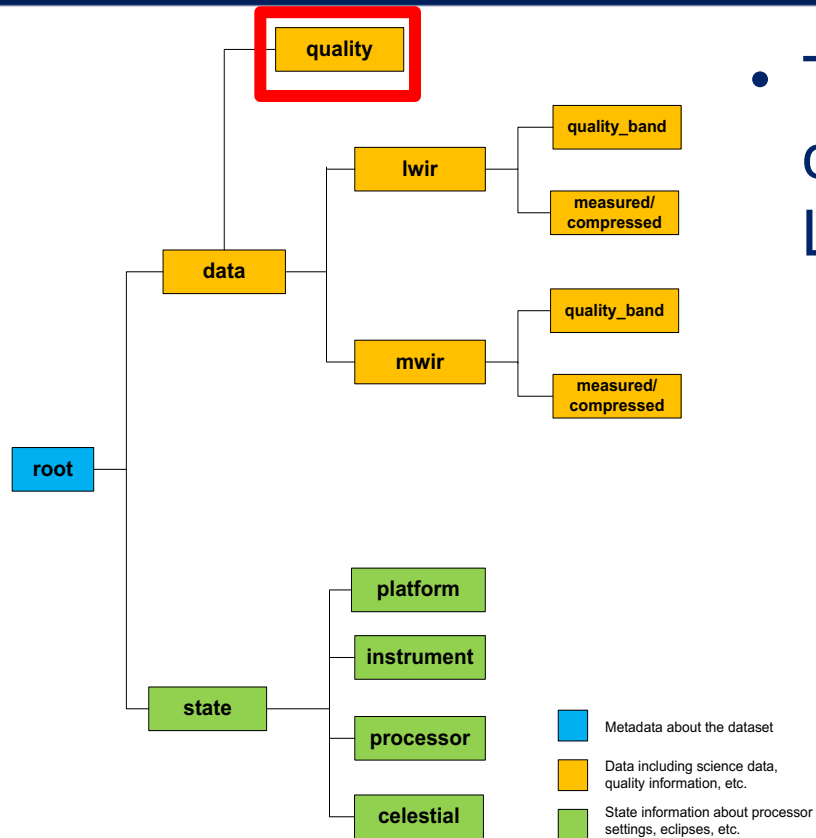 quality
quality_band
lwir
measured/
compressed
data
quality_band
mwir
measured/
compressed
root
platform
instrument
state
processor
celestial
Metadata about the dataset
Data including science data,
quality information, etc.
State information about processor
settings, eclipses, etc.